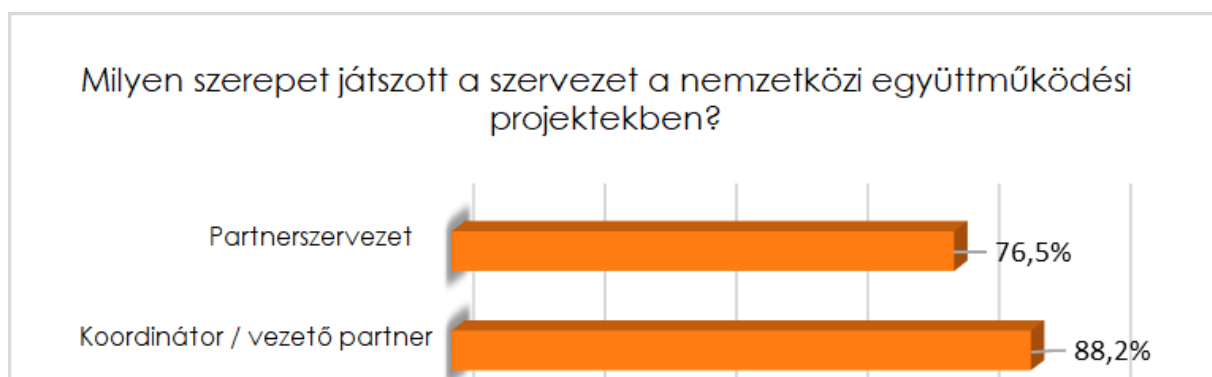 Milyen szerepet játszott a szervezet a nemzetközi együttműködési
projektekben?
Partnerszervezet
76,5%
Koordinátor / vezető partner
88,2%